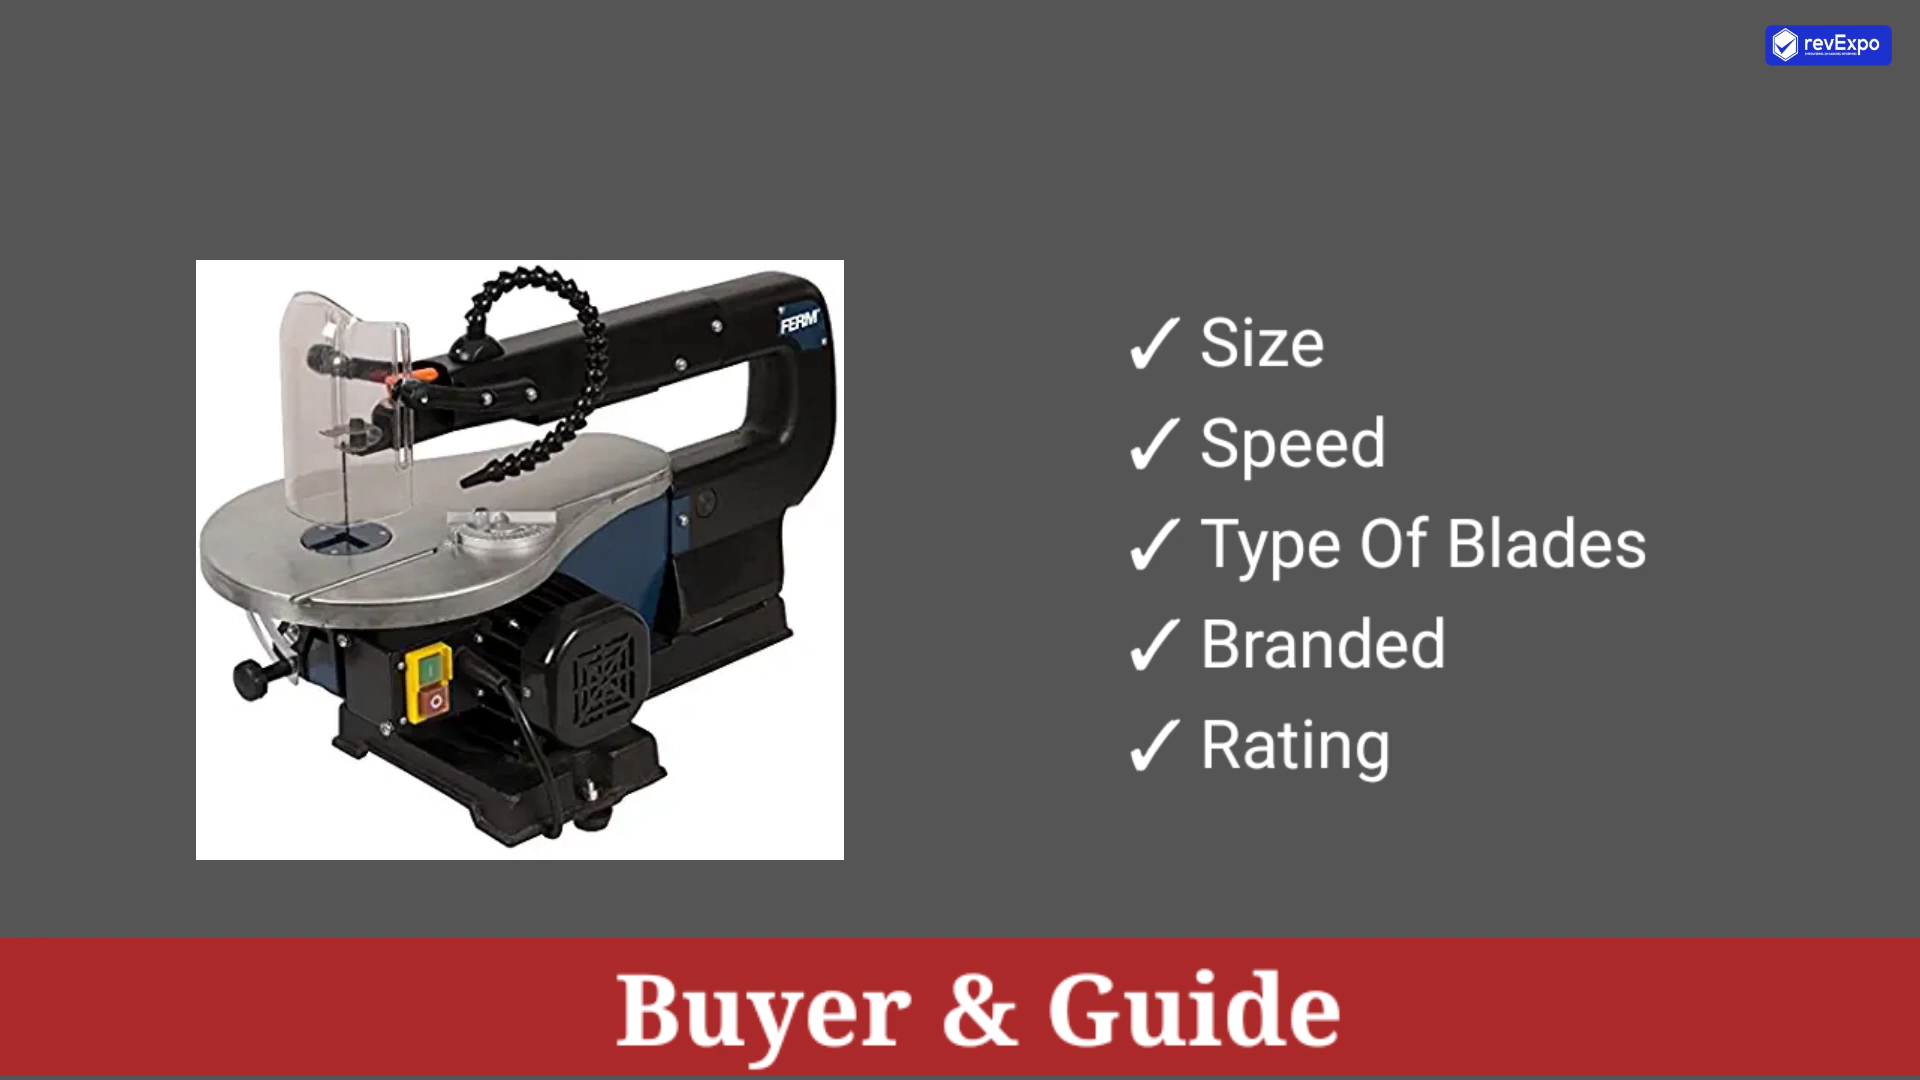 revExpo
FERM
✓ Size
✓ Speed
✓ Type Of Blades
✓ Branded
✓ Rating
Buyer & Guide